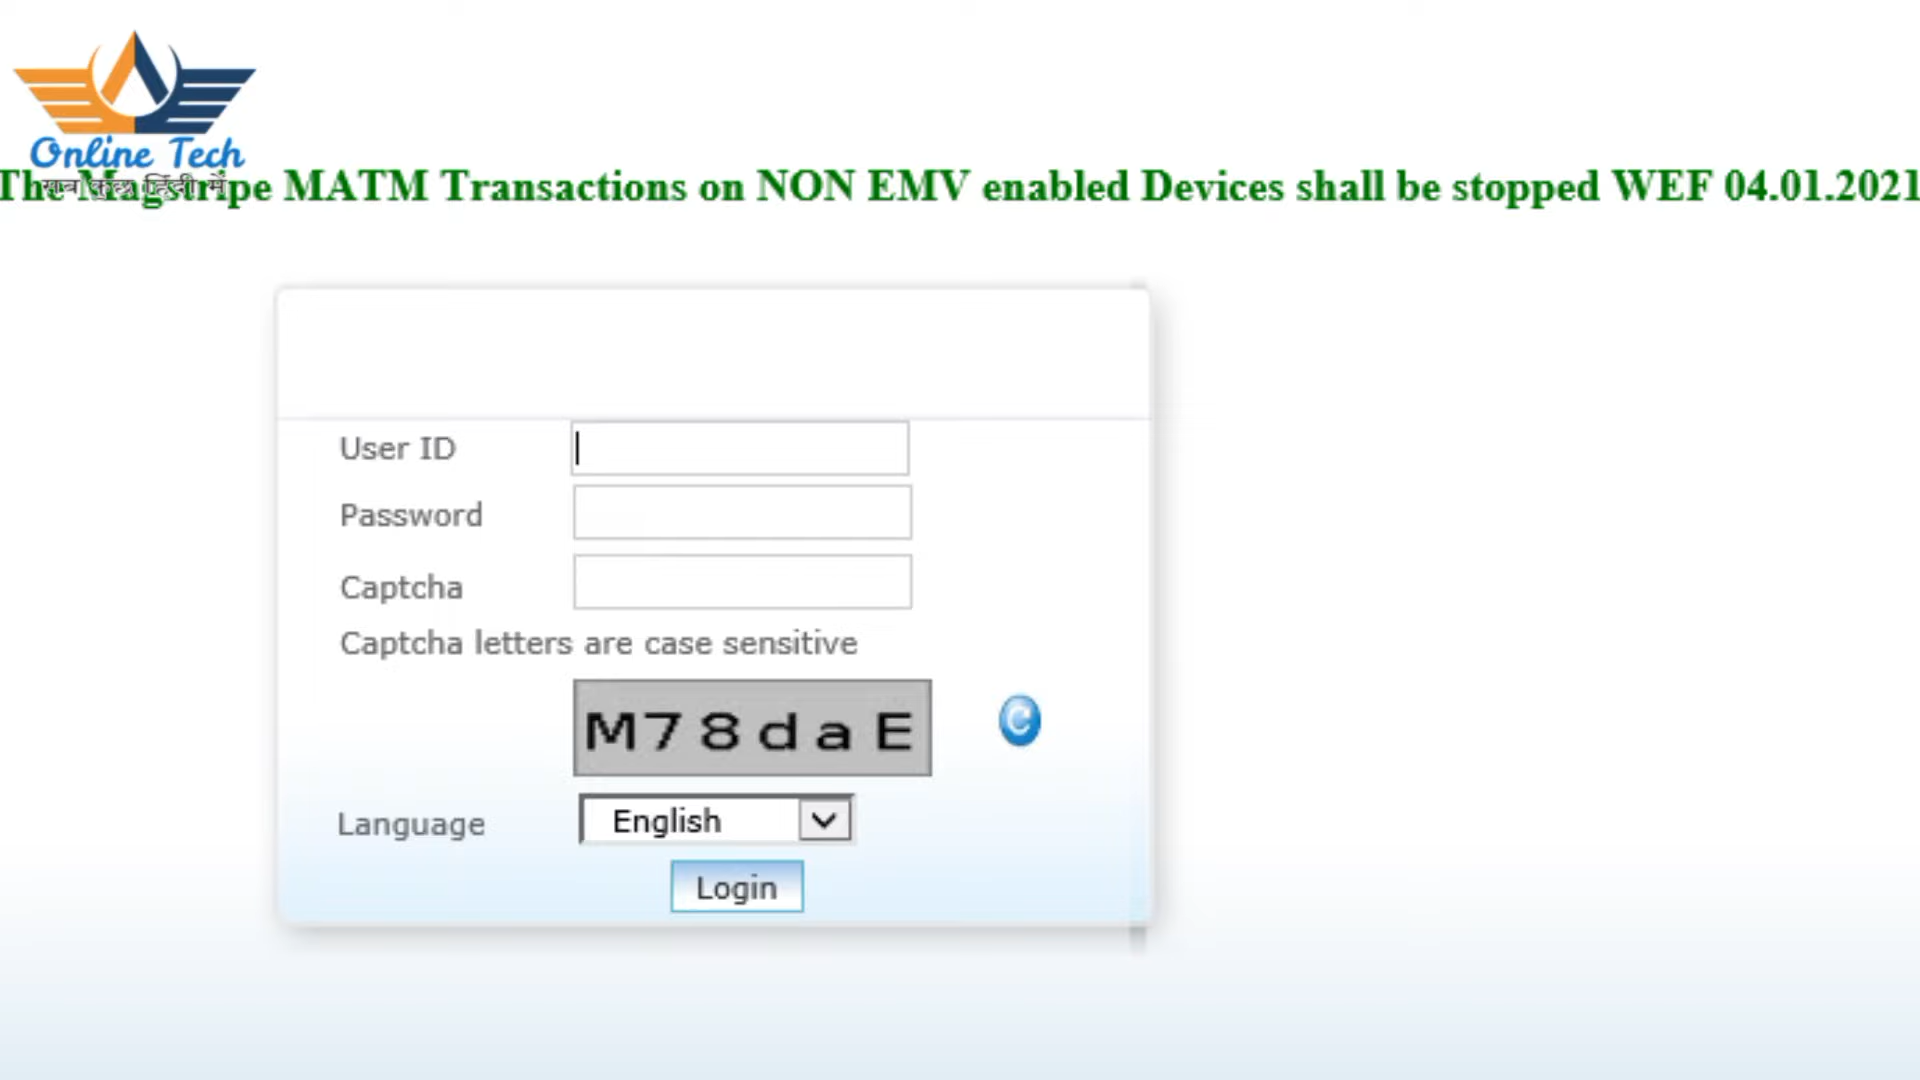 Online Tech
सब कुछ हिंदी में
The Magstripe MATM Transactions on NON EMV enabled Devices shall be stopped WEF 04.01.2021
User ID
Password
Captcha
Captcha letters are case sensitive
M78daE
C
Language English
Login